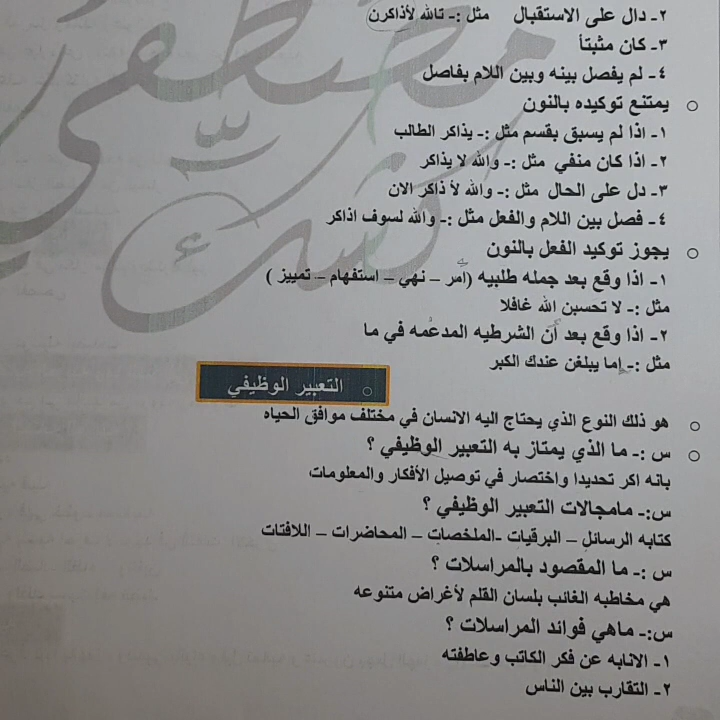 ٢- دال على الاستقبال مثل :- تالله لأذاكرن
٣- كان مثبتأ
٤- لم يفصل بينه وبين اللام بفاصل
يمتنع توكيده بالنون
١- اذا لم يسبق بقسم مثل :- يذاكر الطالب
٢- اذا كان منفي مثل :- والله لا يذاكر
٣- دل على الحال مثل :- والله لأ ذاكر الان
٤- فصل بين اللام والفعل مثل :- والله لسوف اذاكر
يجوز توكيد الفعل بالنون
١- اذا وقع بعد جمله طلبيه (امر – نهي – استفهام – تمييز )
مثل :- لا تحسبن الله غافلا
٢- اذا وقع بعد أن الشرطيه المدعمه في ما
مثل :- إما يبلغن عندك الكبر
التعبير الوظيفي
هو ذلك النوع الذي يحتاج اليه الانسان في مختلف موافق الحياه
س :- ما الذي يمتاز به التعبير الوظيفي ؟
بانه اكر تحديدا واختصار في توصيل الأفكار والمعلومات
س:- مامجالات التعبير الوظيفي ؟
كتابه الرسائل – البرقيات -الملخصات – المحاضرات – اللافتات
س :- ما المقصود بالمراسلات ؟
هي مخاطبه الغائب بلسان القلم لأغراض متنوعه
س:- ماهي فوائد المراسلات ؟
١- الانابه عن فكر الكاتب وعاطفته
٢- التقارب بين الناس